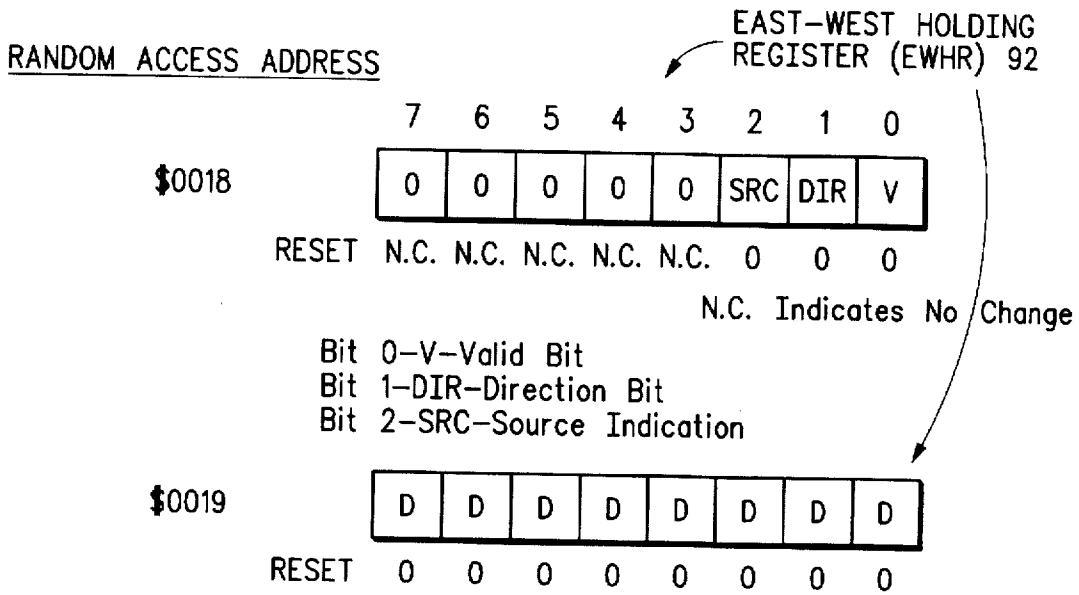 EAST-WEST HOLDING
REGISTER (EWHR) 92
RANDOM ACCESS ADDRESS
7 6 5 4 3 2 1 0
$0018 0 0 0 0 0 SRC DIR V
RESET N.C. N.C. N.C. N.C. N.C. 0 0 0
N.C. Indicates No Change
Bit 0-V-Valid Bit
Bit 1-DIR-Direction Bit
Bit 2-SRC-Source Indication
$0019 D D D D D D D D
RESET 0 0 0 0 0 0 0 0